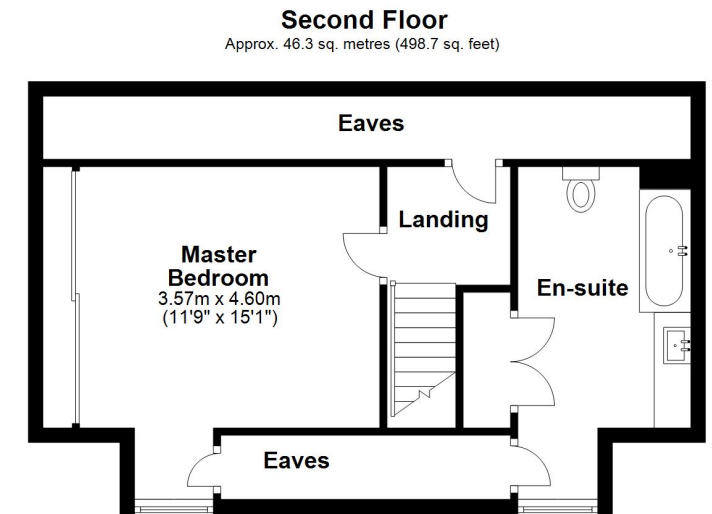 Second Floor
Approx. 46.3 sq. metres (498.7 sq. feet)
Eaves
Landing
Master
Bedroom
3.57m x 4.60m
(11'9" x 15'1")
En-suite
Eaves